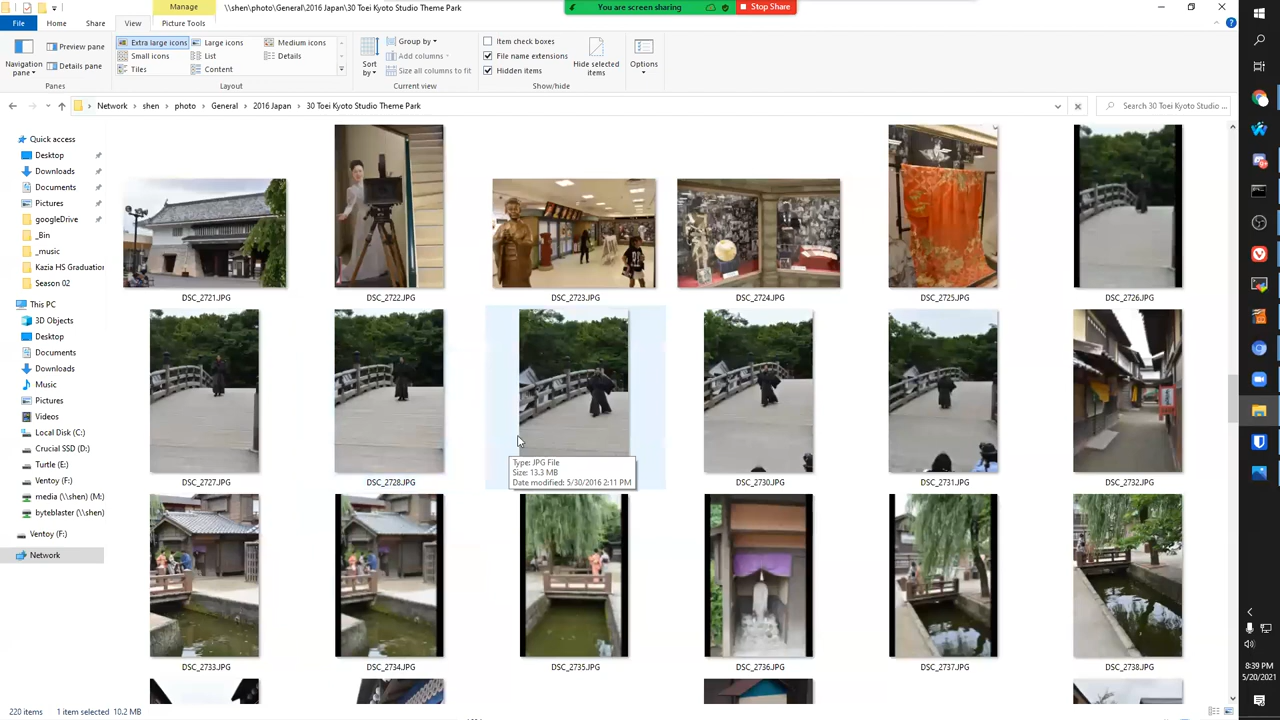 Manage
\\shen\photo\General\2016 Japan\30 Toei Kyoto Studio Theme Park
You are screen sharing
Stop Share
File
Home
Share
View
Picture Tools
Navigation pane
Preview pane
Details pane
Panes
Extra large icons
Large icons
Medium icons
Small icons
List
Details
Tiles
Content
Layout
Sort by
Group by
Add columns
Size all columns to fit
Current view
Item check boxes
File name extensions
Hidden items
Hide selected items
Show/hide
Options
Network > shen > photo > General > 2016 Japan > 30 Toei Kyoto Studio Theme Park
Search 30 Toei Kyoto Studio ...
Quick access
Desktop
Downloads
Documents
Pictures
googleDrive
_Bin
_music
Kazia HS Graduation
Season 02
This PC
3D Objects
Desktop
Documents
Downloads
Music
Pictures
Videos
Local Disk (C:)
Crucial SSD (D:)
Turtle (E:)
Ventoy (F:)
media (\\shen) (M:)
byteblaster (\\shen)
Ventoy (F:)
Network
DSC_2721.JPG
DSC_2722.JPG
DSC_2723.JPG
DSC_2724.JPG
DSC_2725.JPG
DSC_2726.JPG
DSC_2727.JPG
DSC_2728.JPG
Type: JPG File
Size: 13.3 MB
Date modified: 5/30/2016 2:11 PM
DSC_2730.JPG
DSC_2731.JPG
DSC_2732.JPG
DSC_2733.JPG
DSC_2734.JPG
DSC_2735.JPG
DSC_2736.JPG
DSC_2737.JPG
DSC_2738.JPG
220 items
1 item selected 10.2 MB
8:39 PM
5/20/2021